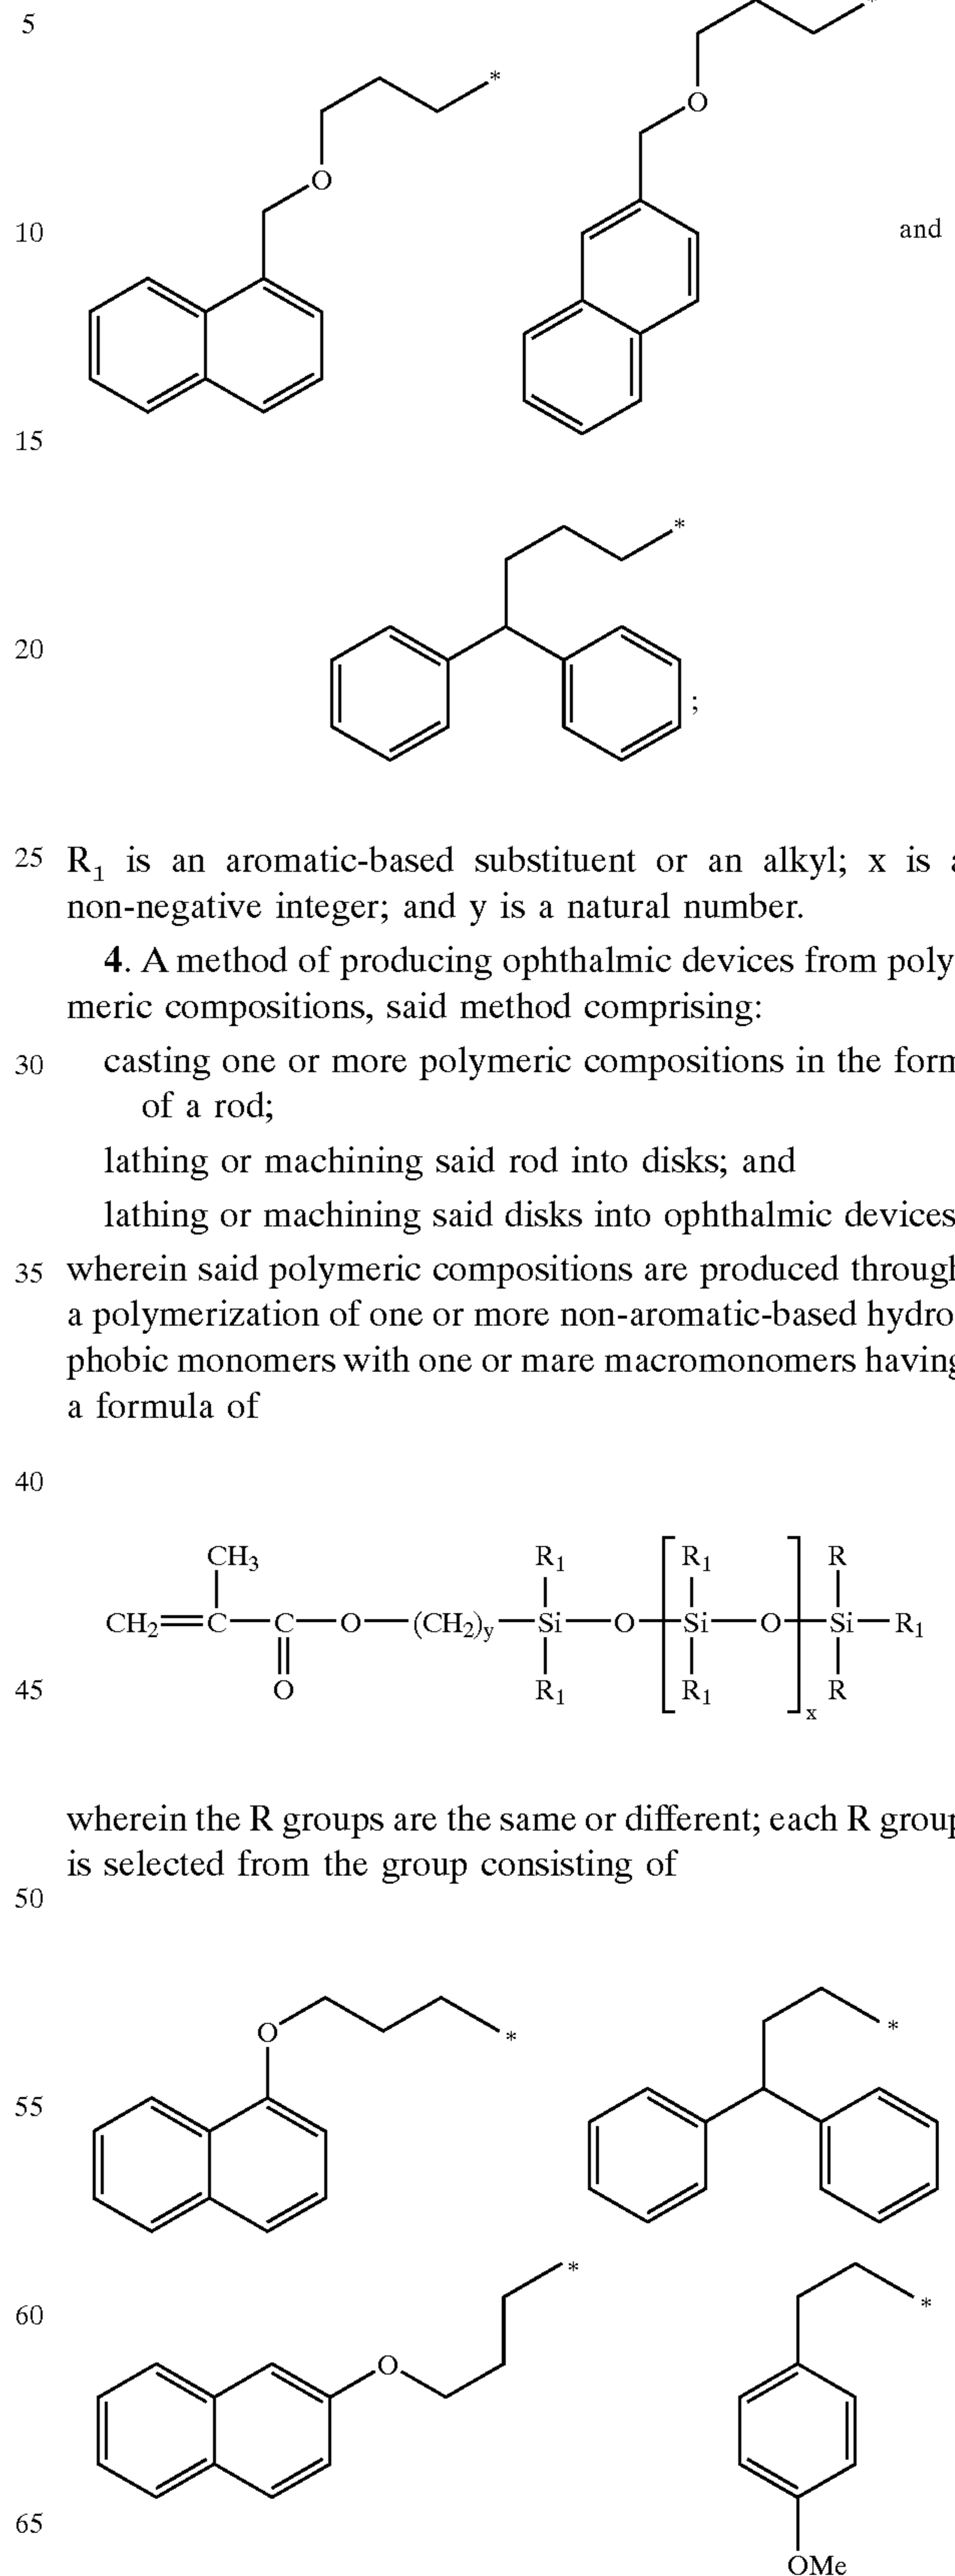 5
*
*
O
O
10
and
15
*
20
;
25 R1 is an aromatic-based substituent or an alkyl; x is a
non-negative integer; and y is a natural number.
4. A method of producing ophthalmic devices from poly
meric compositions, said method comprising:
30 casting one or more polymeric compositions in the form
of a rod;
lathing or machining said rod into disks; and
lathing or machining said disks into ophthalmic devices
35 wherein said polymeric compositions are produced through
a polymerization of one or more non-aromatic-based hydro
phobic monomers with one or mare macromonomers having
a formula of
40
CH3 R1 R1 R
CH2=C—C—O—(CH2)y—Si—O—[Si—O]x—Si—R1
45 O R1 R1 R
wherein the R groups are the same or different; each R group
is selected from the group consisting of
50
O * *
55
*
60 *
O
65
OMe